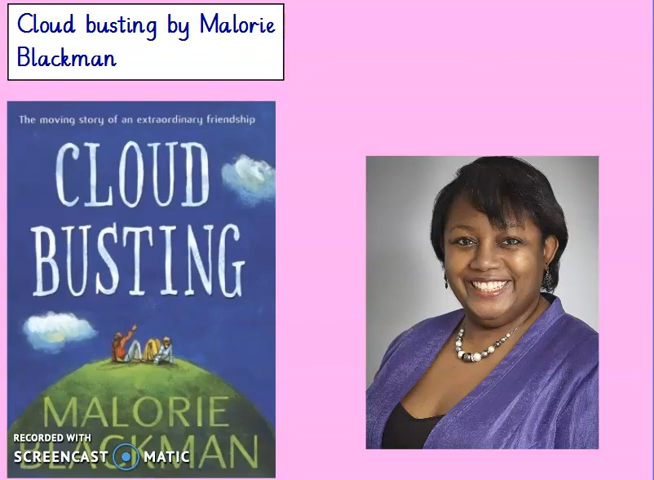 Cloud busting by Malorie
Blackman
The moving story of an extraordinary friendship
CLOUD
BUSTING
MALORIE
BLACKMAN
RECORDED WITH
SCREENCAST MATIC